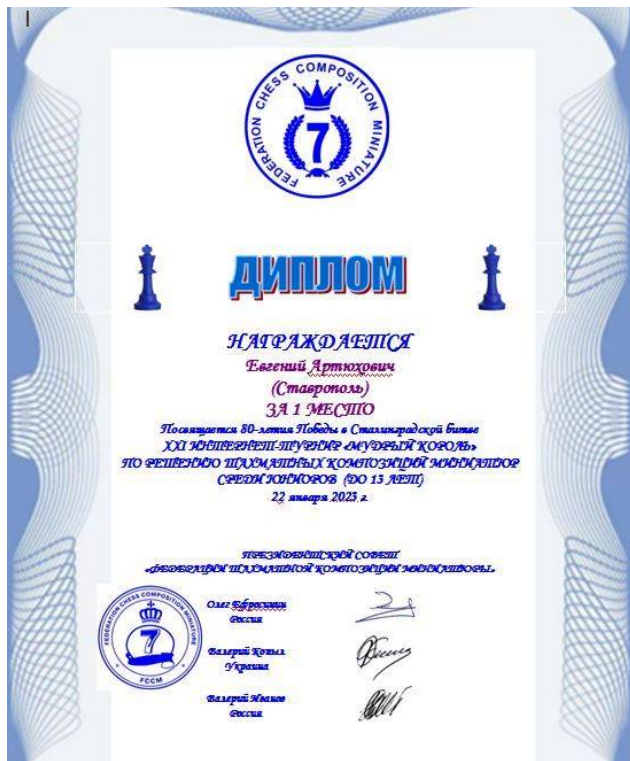 FEDERATION CHESS COMPOSITION MINIATURE
7
ДИПЛОМ
НАГРАЖДАЕТСЯ
Евгений Артюхович
(Ставрополь)
ЗА 1 МЕСТО
Посвящается 80-летия Победы в Сталинградской битве
XXI ИНТЕРНЕТ-ТУРНИР «МУДРЫЙ КОРОЛЬ»
ПО РЕШЕНИЮ ШАХМАТНЫХ КОМПОЗИЦИЙ МИНИАТЮР
СРЕДИ ЮНИОРОВ (ДО 13 ЛЕТ)
22 января 2023 г.
ПРЕЗИДЕНТСКИЙ СОВЕТ
«ФЕДЕРАЦИИ ШАХМАТНОЙ КОМПОЗИЦИИ МИНИАТЮРЫ»
FEDERATION CHESS COMPOSITION MINIATURE
7
FCCM
Олег Ефросинин
Россия
Валерий Копыл
Украина
Валерий Иванов
Россия